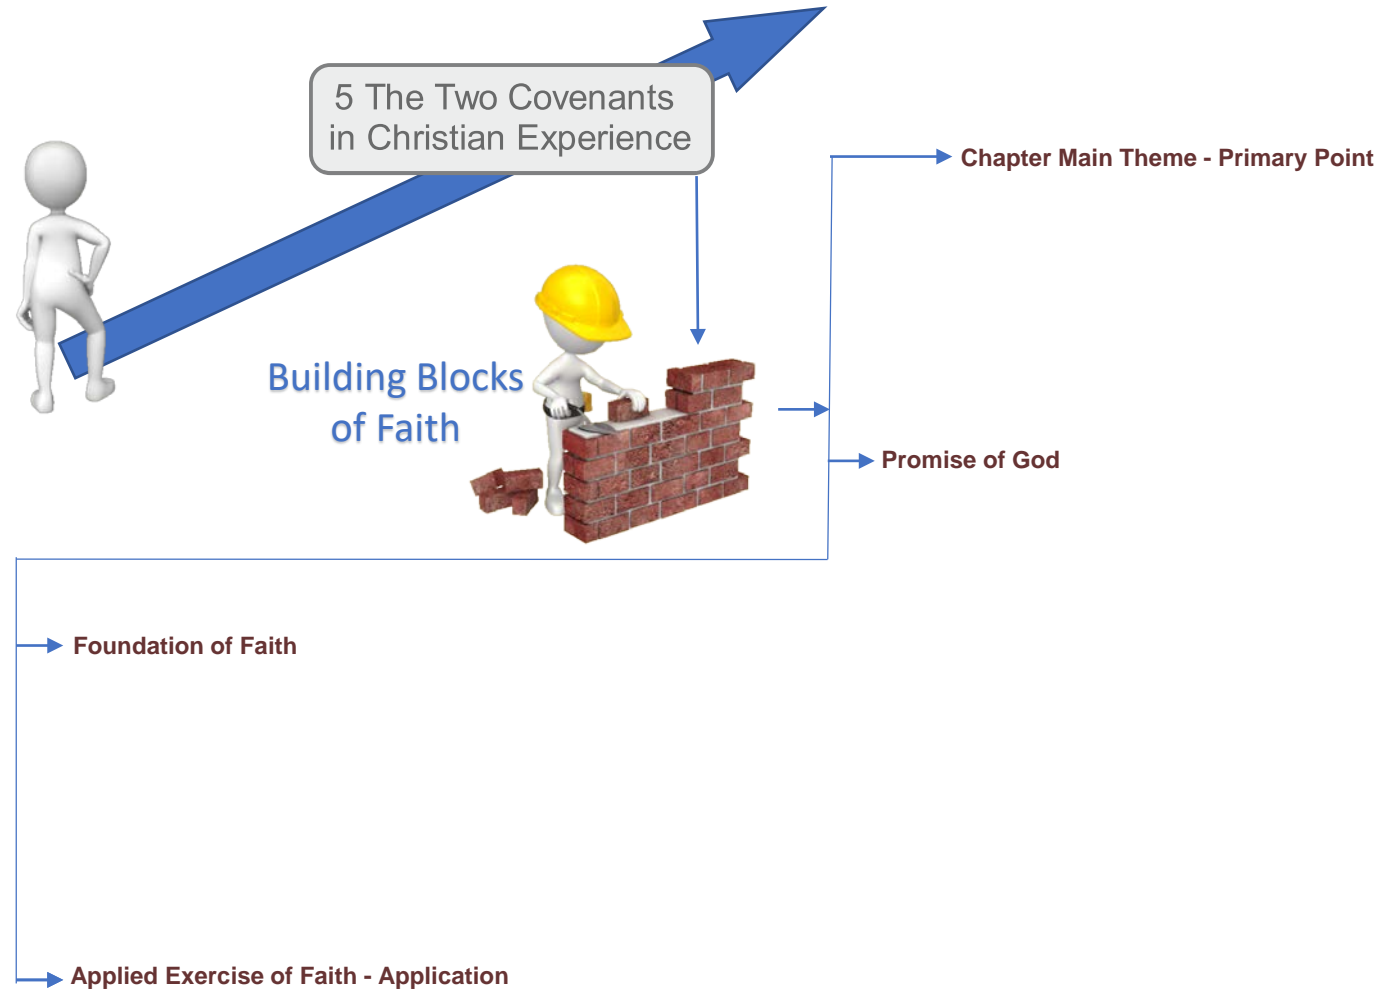 5 The Two Covenants
in Christian Experience
Chapter Main Theme - Primary Point
Building Blocks
of Faith
Promise of God
Foundation of Faith
Applied Exercise of Faith - Application